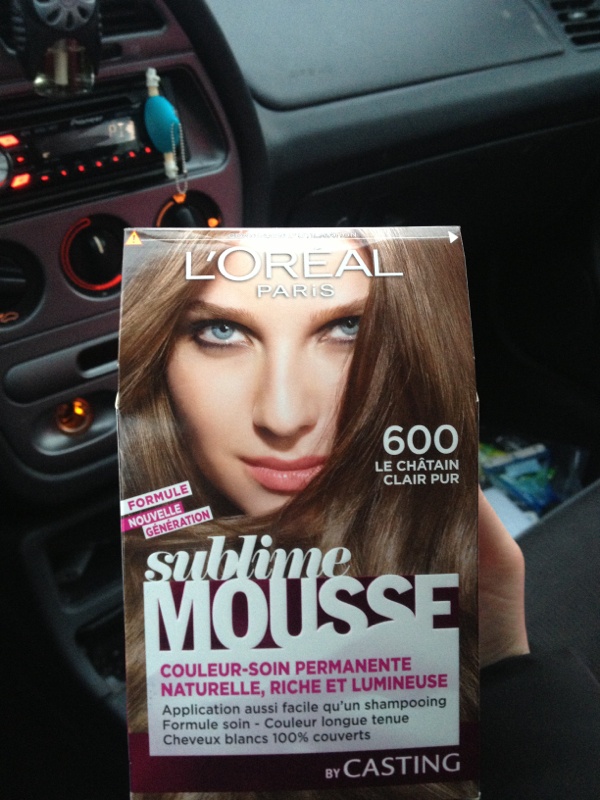 Pioneer
L'ORÉAL
PARIS
600
LE CHÂTAIN
CLAIR PUR
FORMULE
NOUVELLE
GÉNÉRATION
sublime
MOUSSE
COULEUR-SOIN PERMANENTE
NATURELLE, RICHE ET LUMINEUSE
Application aussi facile qu'un shampooing
Formule soin - Couleur longue tenue
Cheveux blancs 100% couverts
BY CASTING